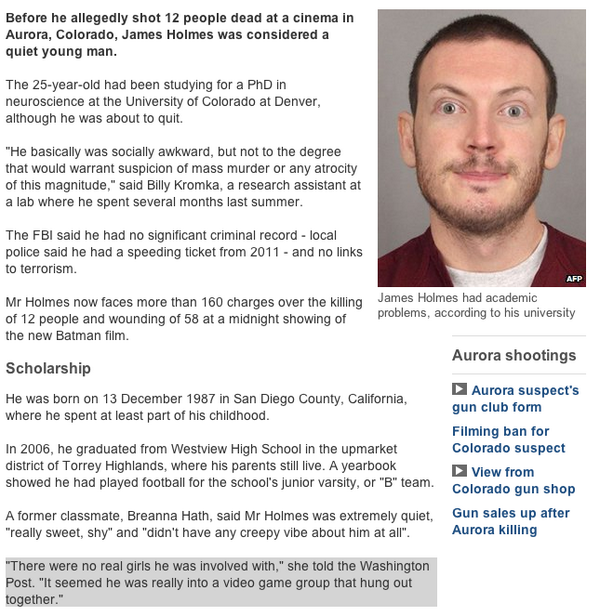 Before he allegedly shot 12 people dead at a cinema in
Aurora, Colorado, James Holmes was considered a
quiet young man.
The 25-year-old had been studying for a PhD in
neuroscience at the University of Colorado at Denver,
although he was about to quit.
"He basically was socially awkward, but not to the degree
that would warrant suspicion of mass murder or any atrocity
of this magnitude," said Billy Kromka, a research assistant at
a lab where he spent several months last summer.
The FBI said he had no significant criminal record - local
police said he had a speeding ticket from 2011 - and no links
to terrorism.
Mr Holmes now faces more than 160 charges over the killing
of 12 people and wounding of 58 at a midnight showing of
the new Batman film.
AFP
James Holmes had academic
problems, according to his university
Scholarship
He was born on 13 December 1987 in San Diego County, California,
where he spent at least part of his childhood.
In 2006, he graduated from Westview High School in the upmarket
district of Torrey Highlands, where his parents still live. A yearbook
showed he had played football for the school's junior varsity, or "B" team.
A former classmate, Breanna Hath, said Mr Holmes was extremely quiet,
"really sweet, shy" and "didn't have any creepy vibe about him at all".
"There were no real girls he was involved with," she told the Washington
Post. "It seemed he was really into a video game group that hung out
together."
Aurora shootings
Aurora suspect's
gun club form
Filming ban for
Colorado suspect
View from
Colorado gun shop
Gun sales up after
Aurora killing